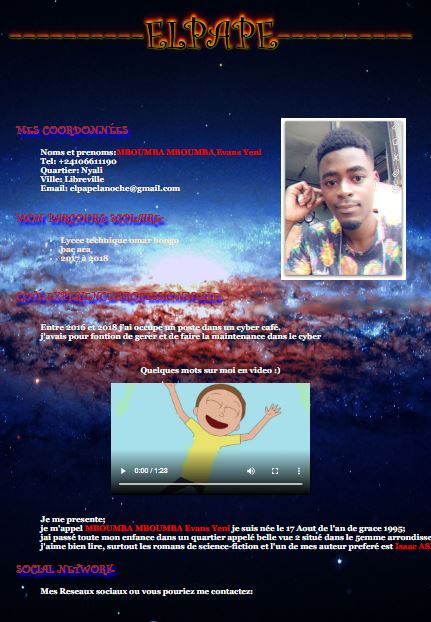 ----------ELPAPE----------
MES COORDONNÉES
Noms et prenoms:MBOUMBA MBOUMBA Evans Yeni
Tel: +24106611190
Quartier: Nyali
Ville: Libreville
Email: elpapelanoche@gmail.com
MON PARCOURS SCOLAIRE:
Lycee technique omar bongo
bac aca,
2017 à 2018
Entre 2016 et 2018 j'ai occupé un poste dans un cyber café.
j'avais pour fontion de gerer et de faire la maintenance dans le cyber
Quelques mots sur moi en video :)
0:00 / 1:23
Je me presente;
je m'appel MBOUMBA MBOUMBA Evans Yeni je suis née le 17 Aout de l'an de grace 1995;
jai passé toute mon enfance dans un quartier appelé belle vue 2 situé dans le 5emme arrondisse
j'aime bien lire, surtout les romans de science-fiction et l'un de mes auteur preferé est Isaac AS
SOCIAL NETWORK
Mes Reseaux sociaux ou vous pouriez me contactez: